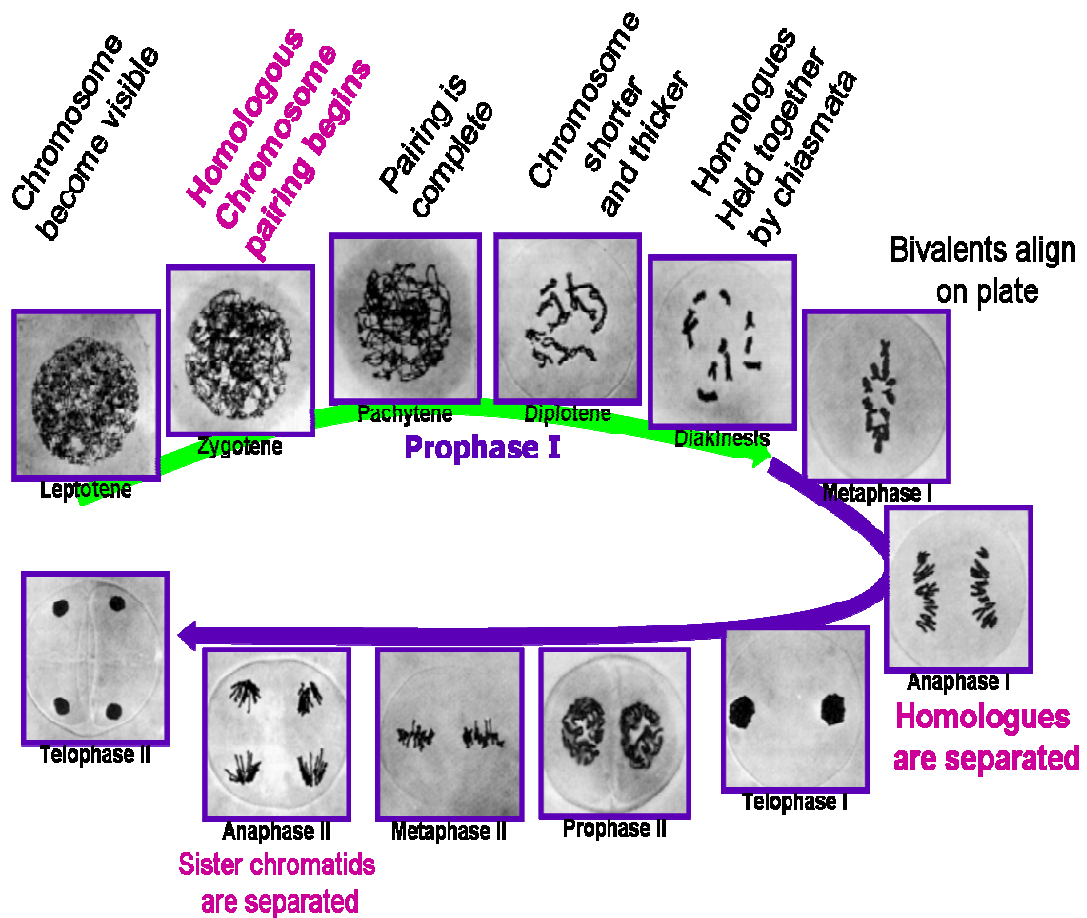 Chromosome
become visible
Homologous
Chromosome
pairing begins
Pairing is
complete
Chromosome
shorter
and thicker
Homologues
Held together
by chiasmata
Bivalents align
on plate
Leptotene
Zygotene
Pachytene
Diplotene
Diakinesis
Prophase I
Metaphase I
Anaphase I
Homologues
are separated
Telophase I
Prophase II
Metaphase II
Anaphase II
Sister chromatids
are separated
Telophase II